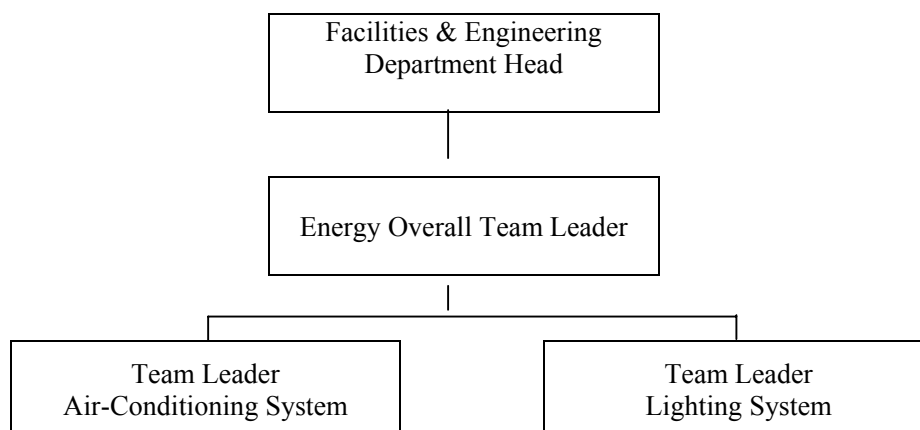 Facilities & Engineering
Department Head
Energy Overall Team Leader
Team Leader
Air-Conditioning System
Team Leader
Lighting System